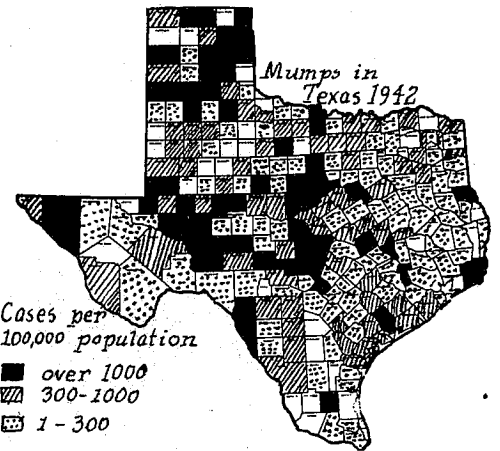 Mumps in
Texas 1942
Cases per
100,000 population
over 1000
300-1000
1-300